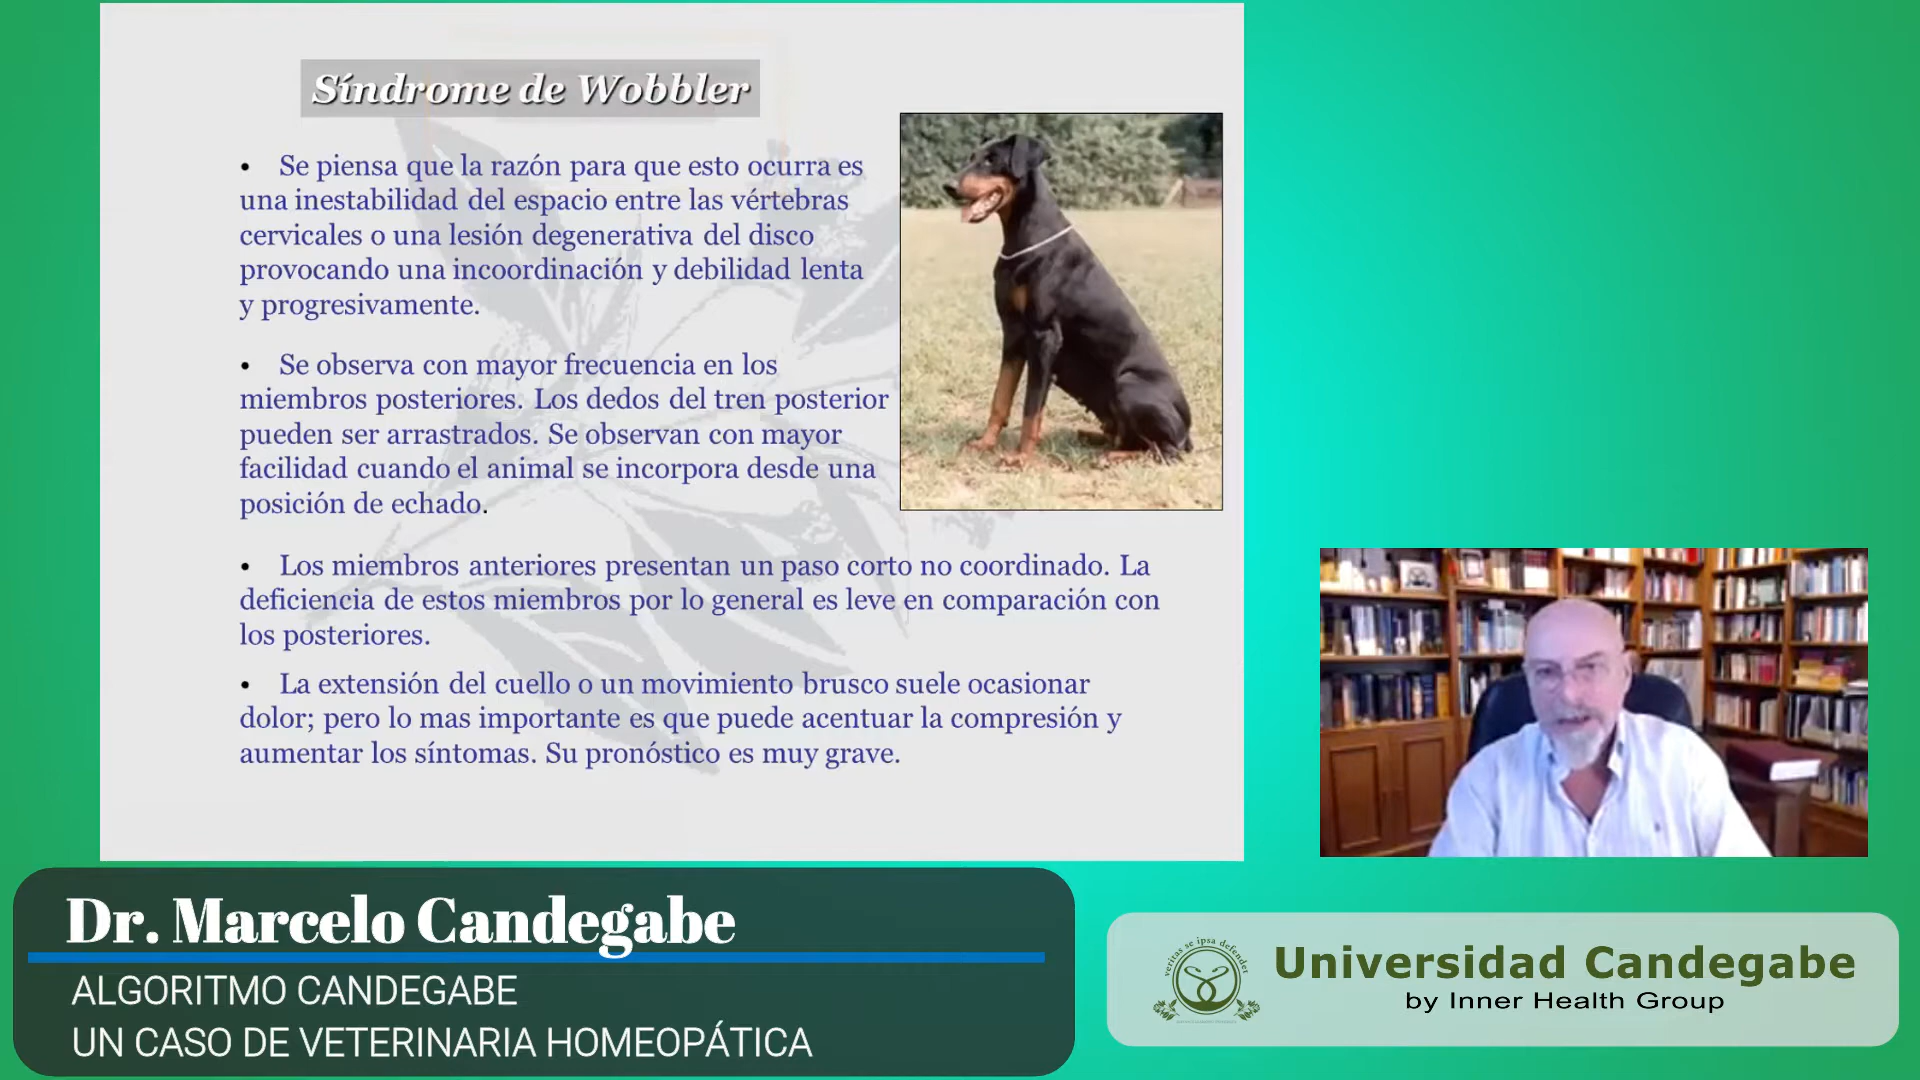 Síndrome de Wobbler
• Se piensa que la razón para que esto ocurra es
una inestabilidad del espacio entre las vértebras
cervicales o una lesión degenerativa del disco
provocando una incoordinación y debilidad lenta
y progresivamente.
• Se observa con mayor frecuencia en los
miembros posteriores. Los dedos del tren posterior
pueden ser arrastrados. Se observan con mayor
facilidad cuando el animal se incorpora desde una
posición de echado.
• Los miembros anteriores presentan un paso corto no coordinado. La
deficiencia de estos miembros por lo general es leve en comparación con
los posteriores.
• La extensión del cuello o un movimiento brusco suele ocasionar
dolor; pero lo mas importante es que puede acentuar la compresión y
aumentar los síntomas. Su pronóstico es muy grave.
Dr. Marcelo Candegabe
ALGORITMO CANDEGABE
UN CASO DE VETERINARIA HOMEOPÁTICA
veritas se ipsa defendet
Universidad Candegabe
by Inner Health Group